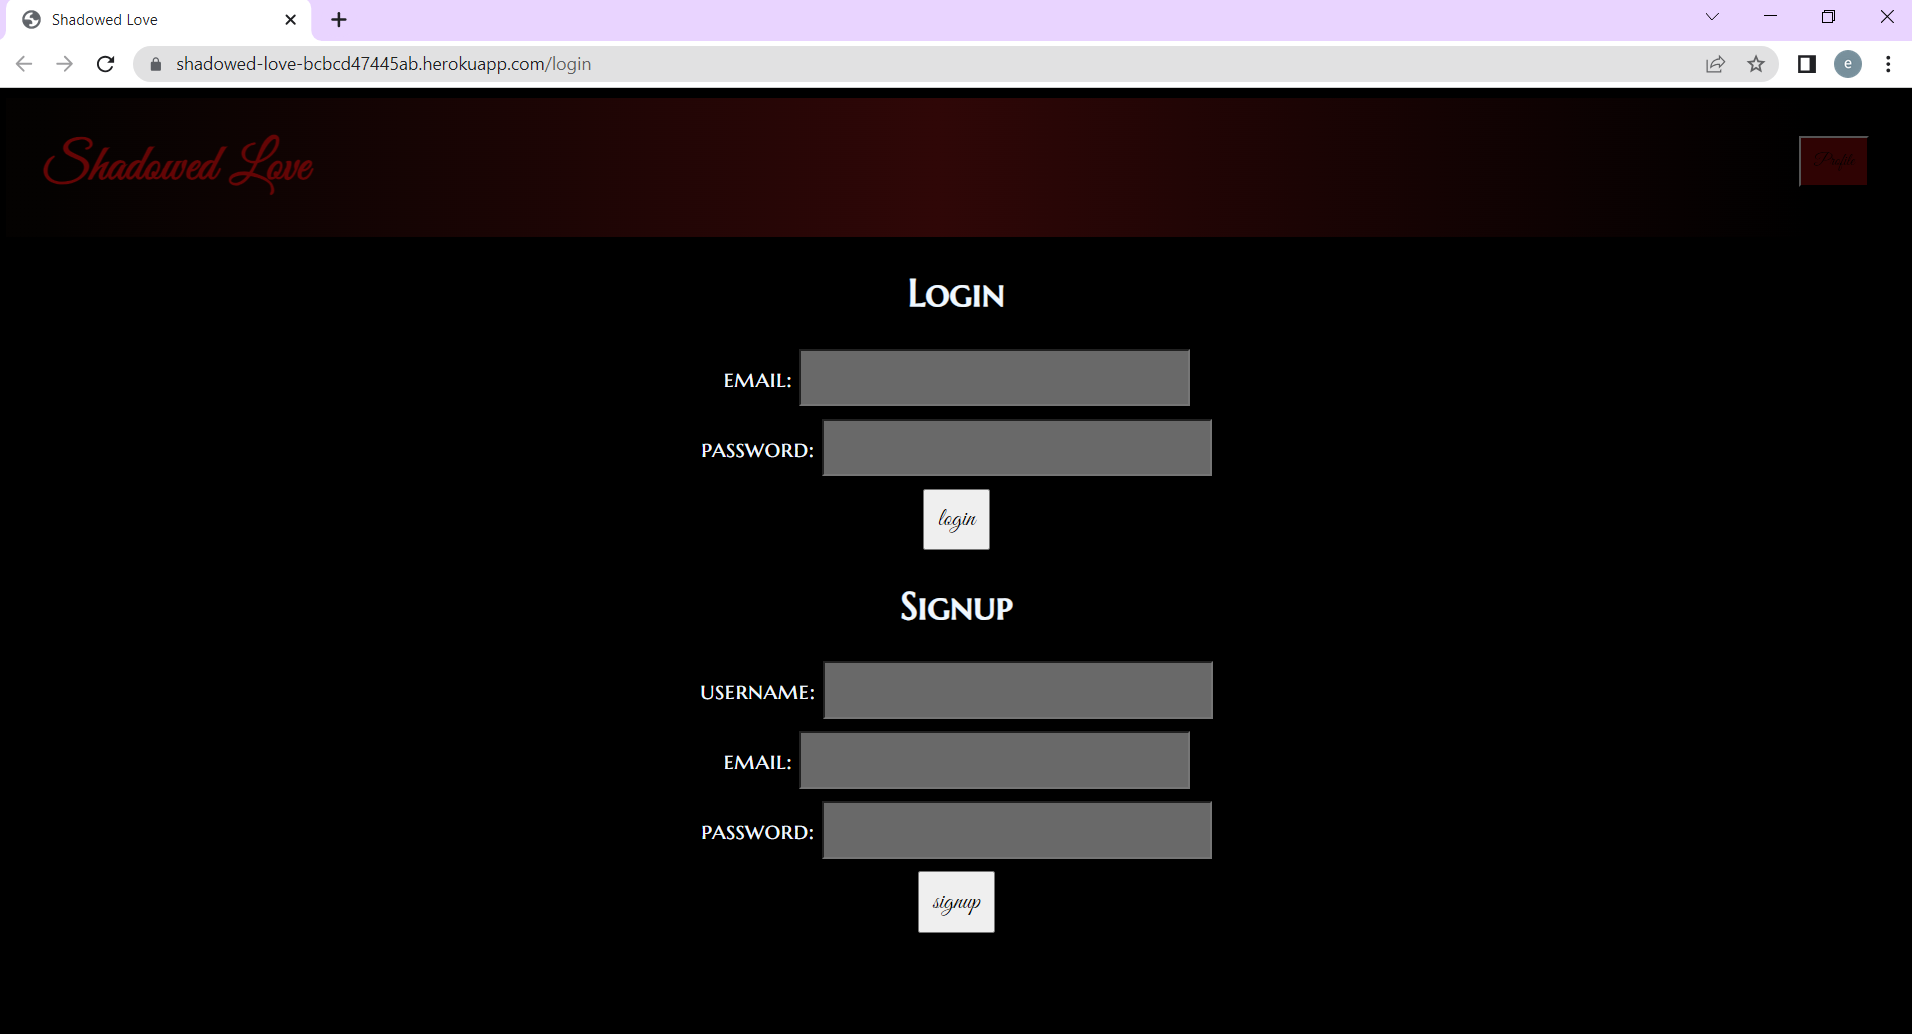 Shadowed Love
shadowed-love-bcbcd47445ab.herokuapp.com/login
e
Shadowed Love
Profile
Login
email:
password:
login
Signup
username:
email:
password:
signup